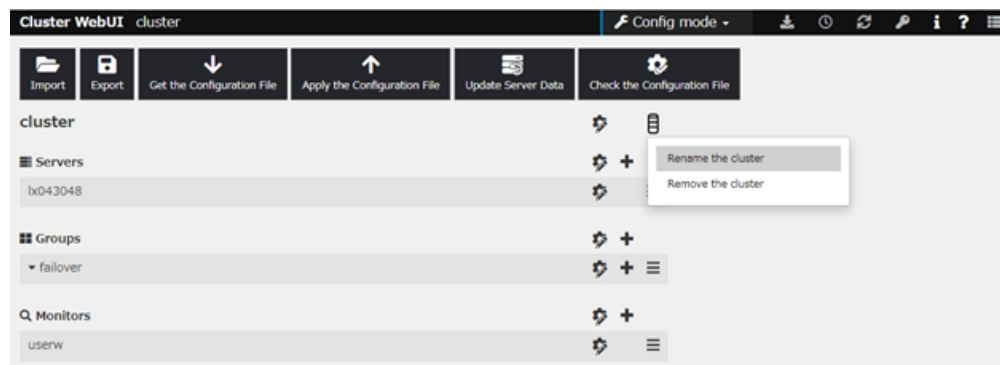 Cluster WebUI cluster Config mode
Import Export Get the Configuration File Apply the Configuration File Update Server Data Check the Configuration File
cluster
Rename the cluster
Servers
Remove the cluster
lx043048
Groups
failover
Monitors
userw